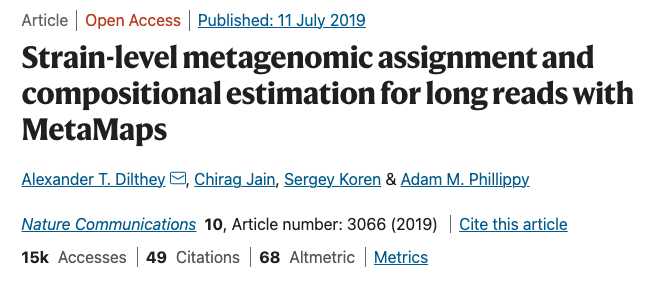 Article | Open Access | Published: 11 July 2019
Strain-level metagenomic assignment and
compositional estimation for long reads with
MetaMaps
Alexander T. Dilthey, Chirag Jain, Sergey Koren & Adam M. Phillippy
Nature Communications 10, Article number: 3066 (2019) | Cite this article
15k Accesses | 49 Citations | 68 Altmetric | Metrics